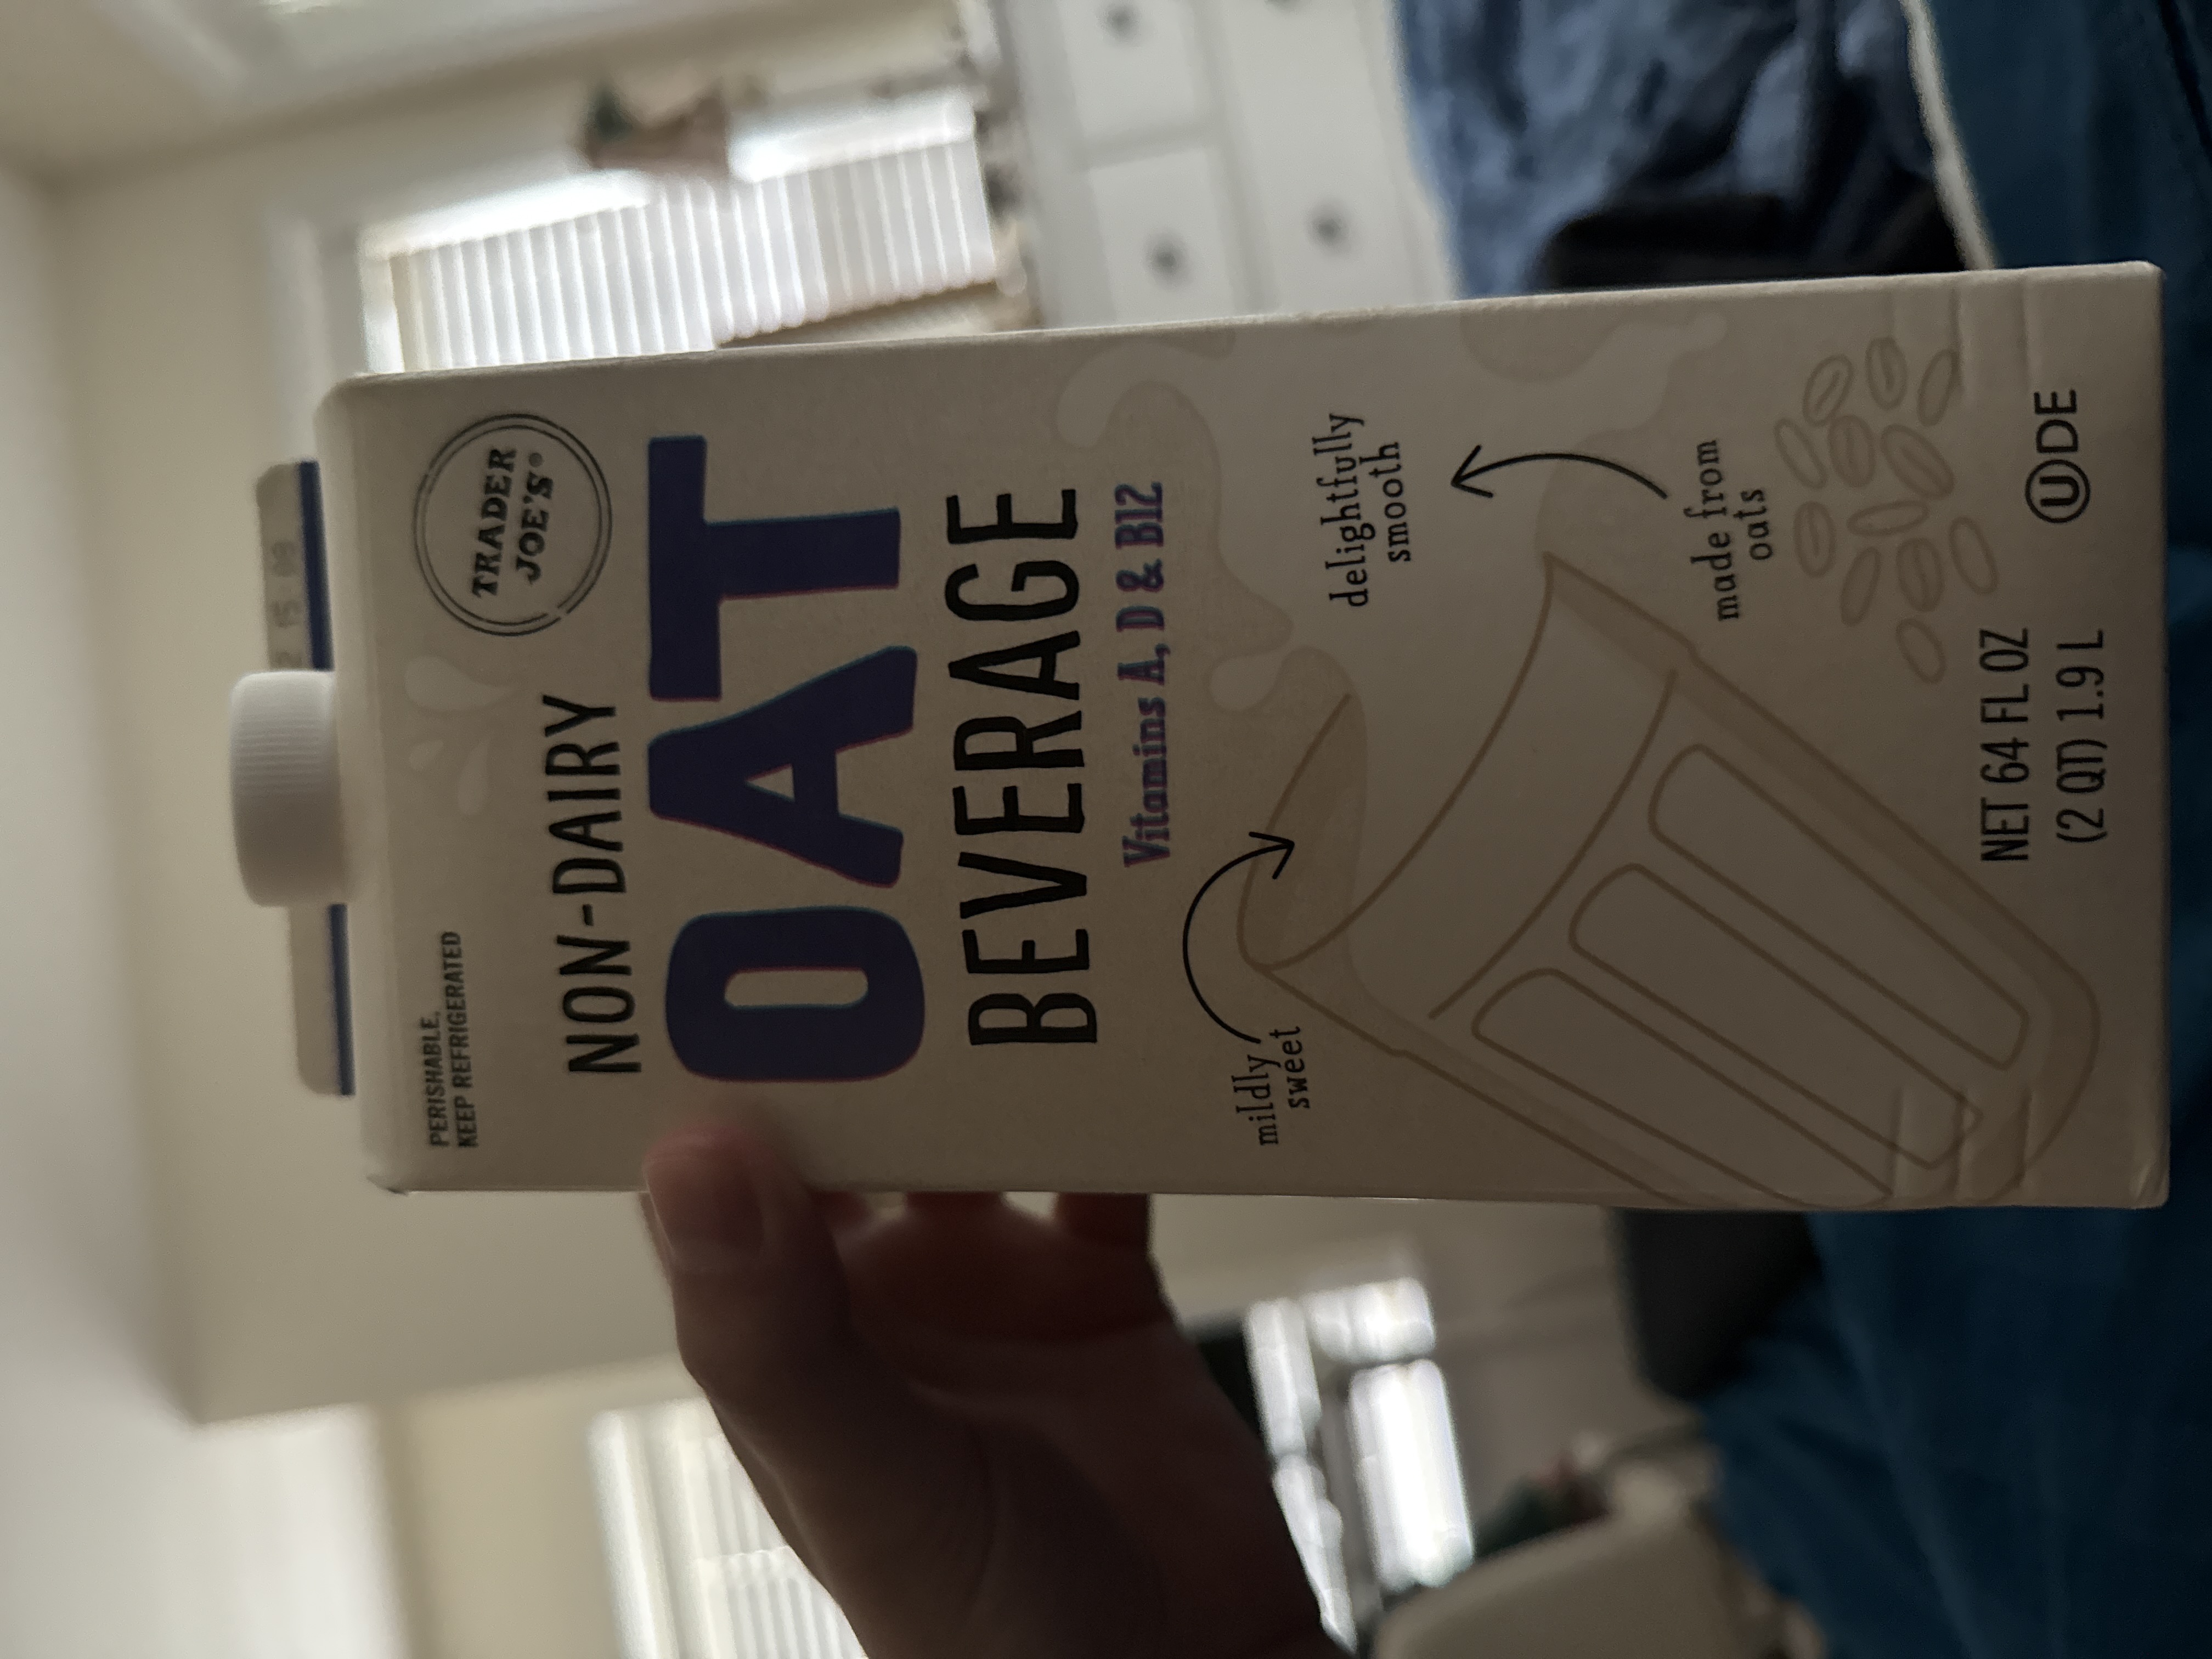 TRADER
JOE'S®
PERISHABLE,
KEEP REFRIGERATED
NON-DAIRY
OAT
BEVERAGE
Vitamins A, D & B12
mildly
sweet
delightfully
smooth
made from
oats
NET 64 FL OZ
(2 QT) 1.9 L
UDE